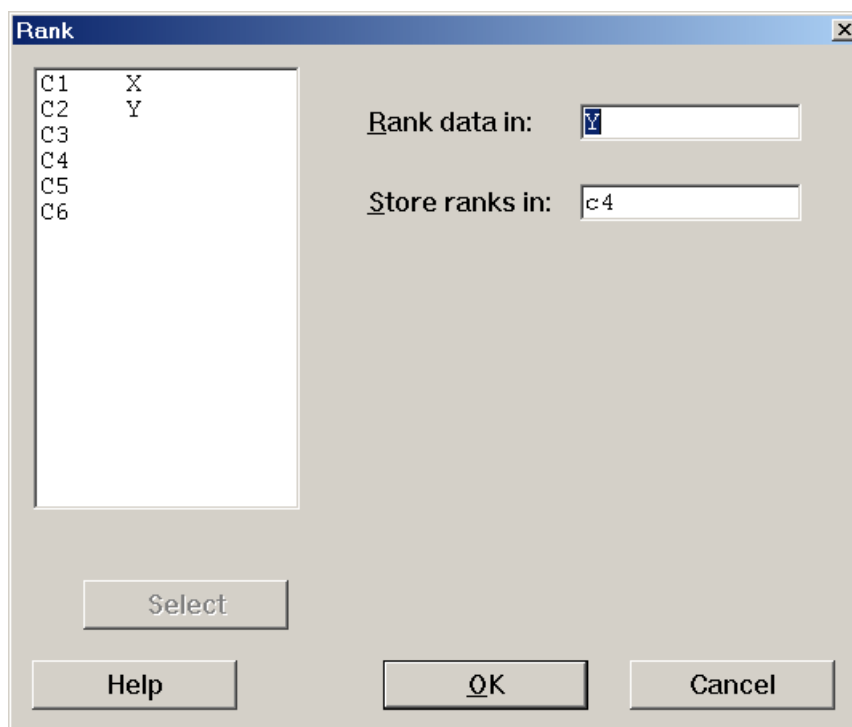 Rank
C1 X
C2 Y
C3
C4
C5
C6
Rank data in: Y
Store ranks in: c4
Select
Help OK Cancel